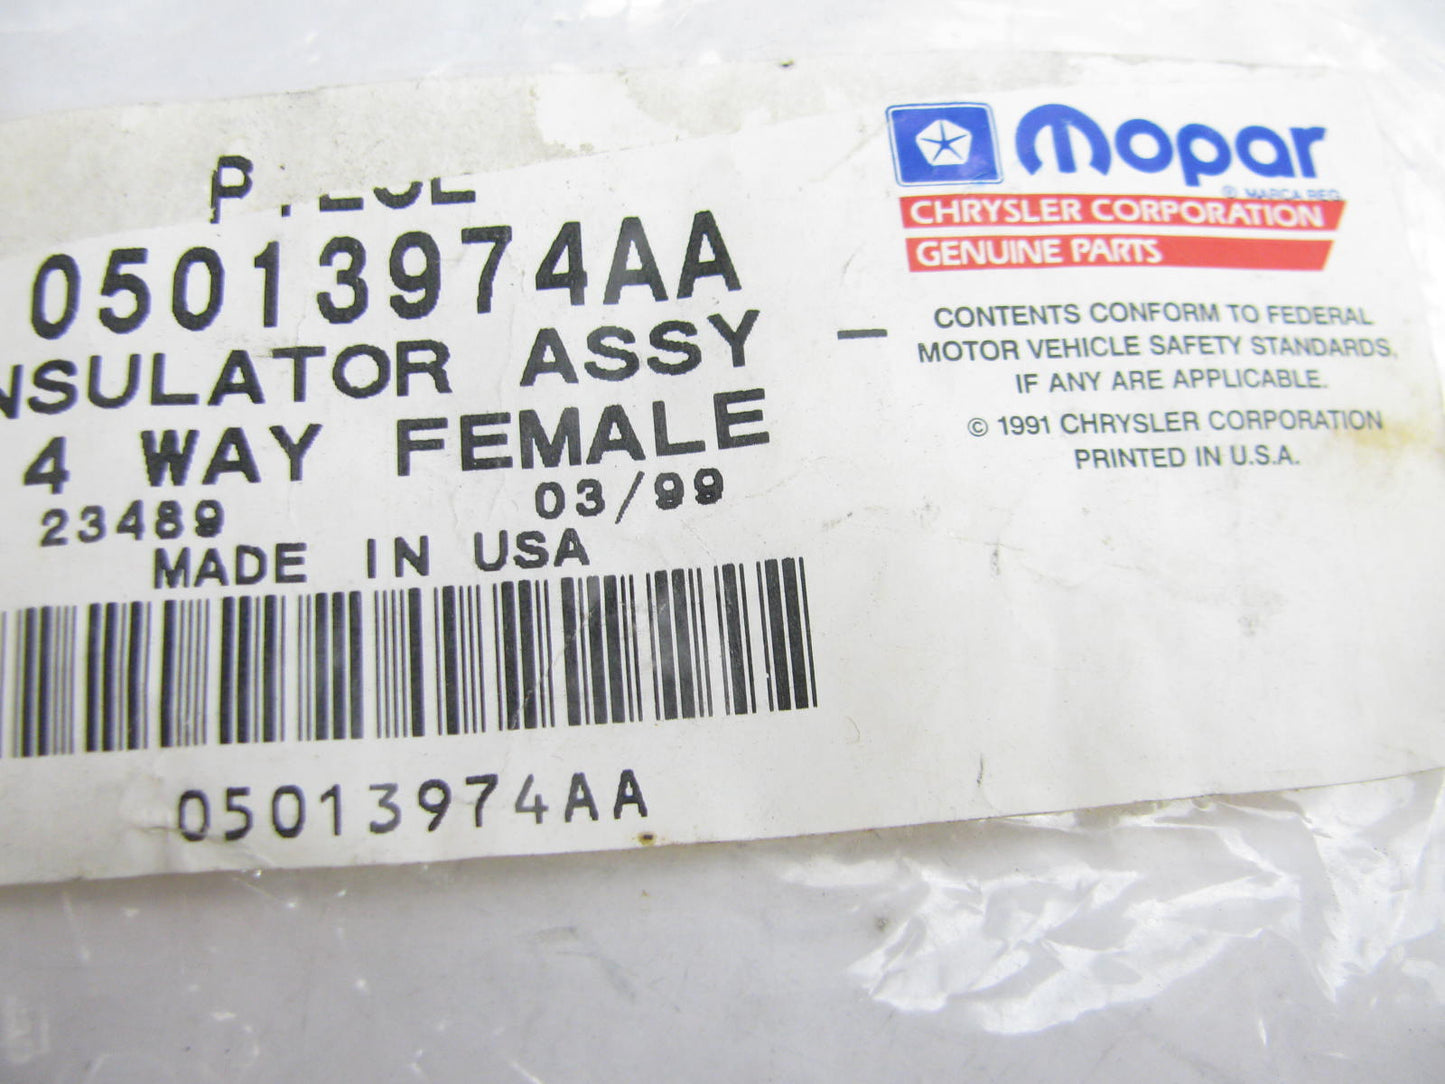 05013974AA
NSULATOR ASSY -
4 WAY FEMALE
23489 03/99
MADE IN USA
05013974AA
Mopar
® MARCA REG.
CHRYSLER CORPORATION
GENUINE PARTS
CONTENTS CONFORM TO FEDERAL
MOTOR VEHICLE SAFETY STANDARDS,
IF ANY ARE APPLICABLE.
© 1991 CHRYSLER CORPORATION
PRINTED IN U.S.A.